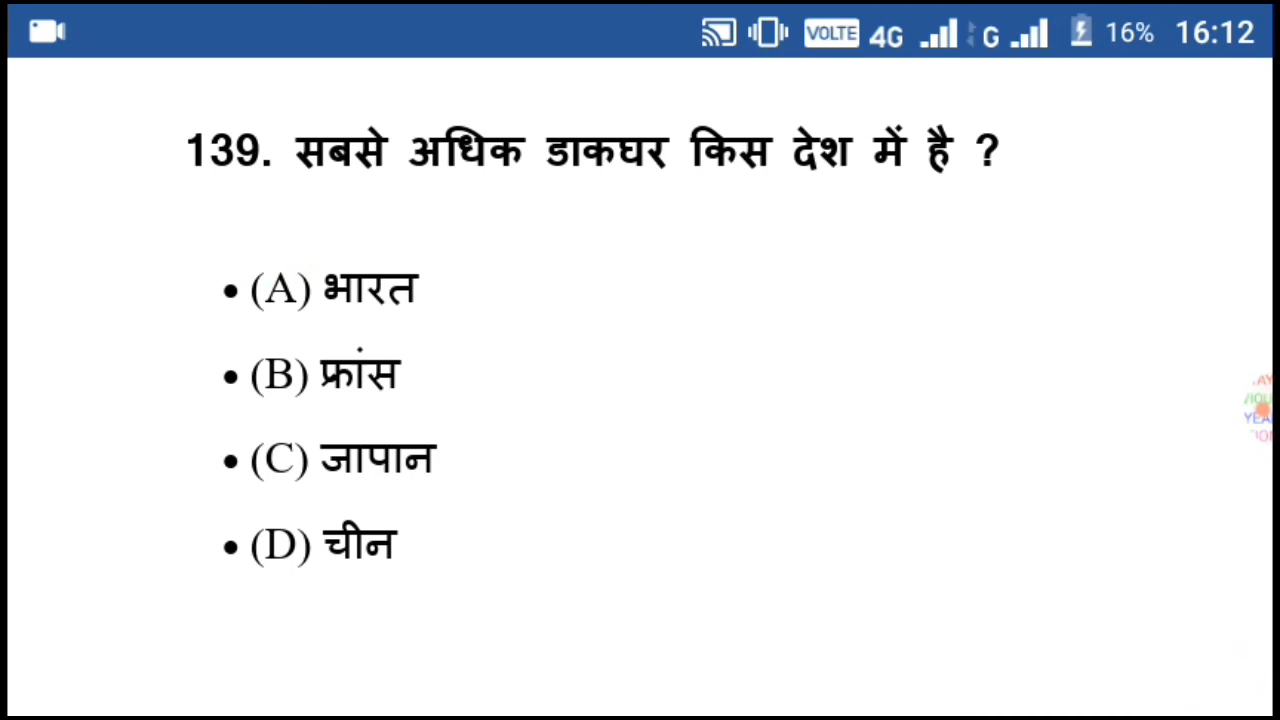 VOLTE 4G G 16% 16:12
139. सबसे अधिक डाकघर किस देश में है ?
• (A) भारत
• (B) फ्रांस
• (C) जापान
• (D) चीन